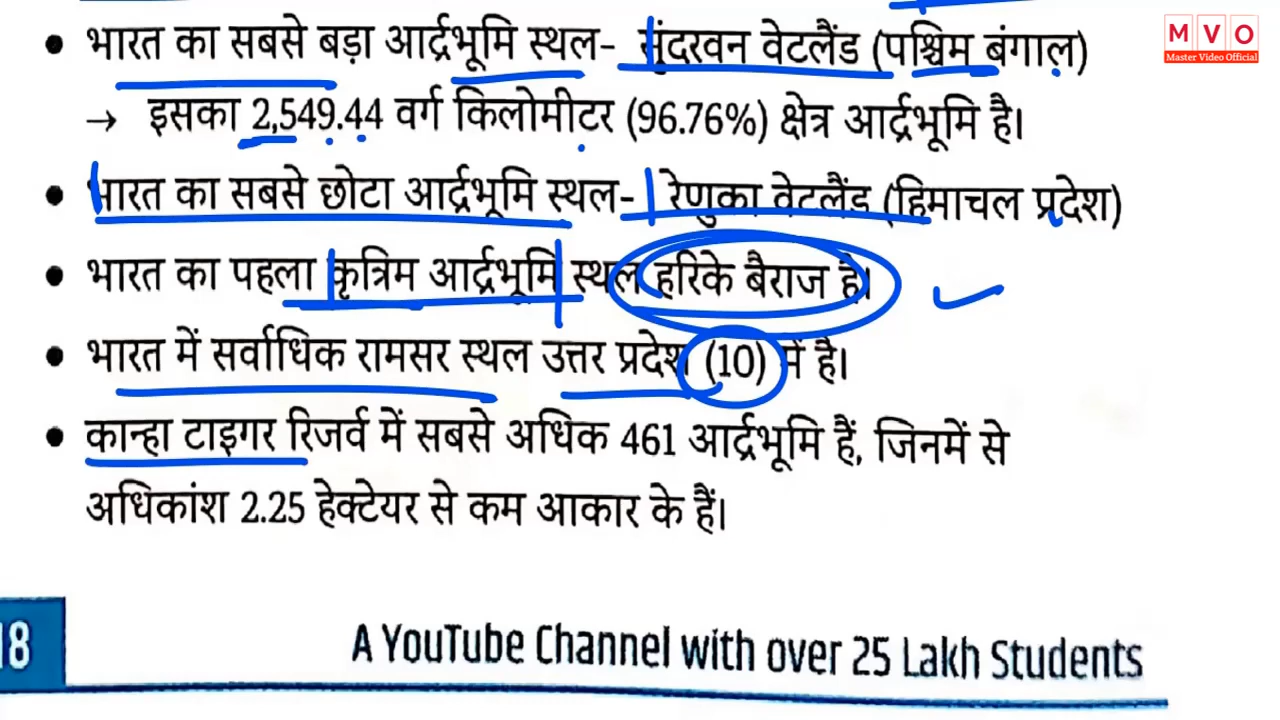 M V O
Master Video Official
• भारत का सबसे बड़ा आर्द्रभूमि स्थल- सुंदरवन वेटलैंड (पश्चिम बंगाल)
→ इसका 2,549.44 वर्ग किलोमीटर (96.76%) क्षेत्र आर्द्रभूमि है।
• भारत का सबसे छोटा आर्द्रभूमि स्थल- रेणुका वेटलैंड (हिमाचल प्रदेश)
• भारत का पहला कृत्रिम आर्द्रभूमि स्थल हरिके बैराज है।
• भारत में सर्वाधिक रामसर स्थल उत्तर प्रदेश (10) में है।
• कान्हा टाइगर रिजर्व में सबसे अधिक 461 आर्द्रभूमि हैं, जिनमें से
अधिकांश 2.25 हेक्टेयर से कम आकार के हैं।
18
A YouTube Channel with over 25 Lakh Students